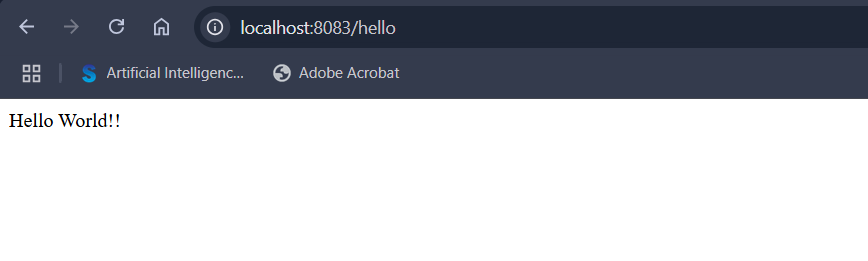 localhost:8083/hello
Artificial Intelligenc... Adobe Acrobat
Hello World!!